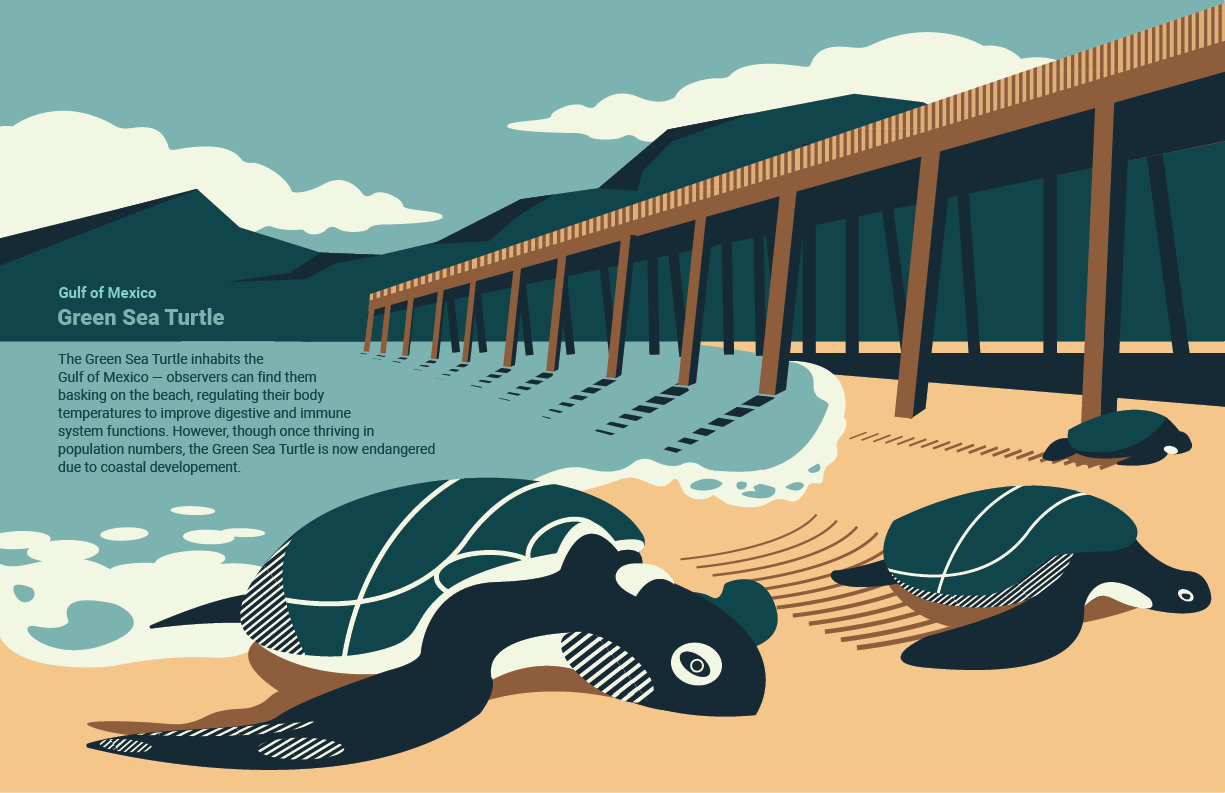 Gulf of Mexico
Green Sea Turtle
The Green Sea Turtle inhabits the
Gulf of Mexico — observers can find them
basking on the beach, regulating their body
temperatures to improve digestive and immune
system functions. However, though once thriving in
population numbers, the Green Sea Turtle is now endangered
due to coastal developement.